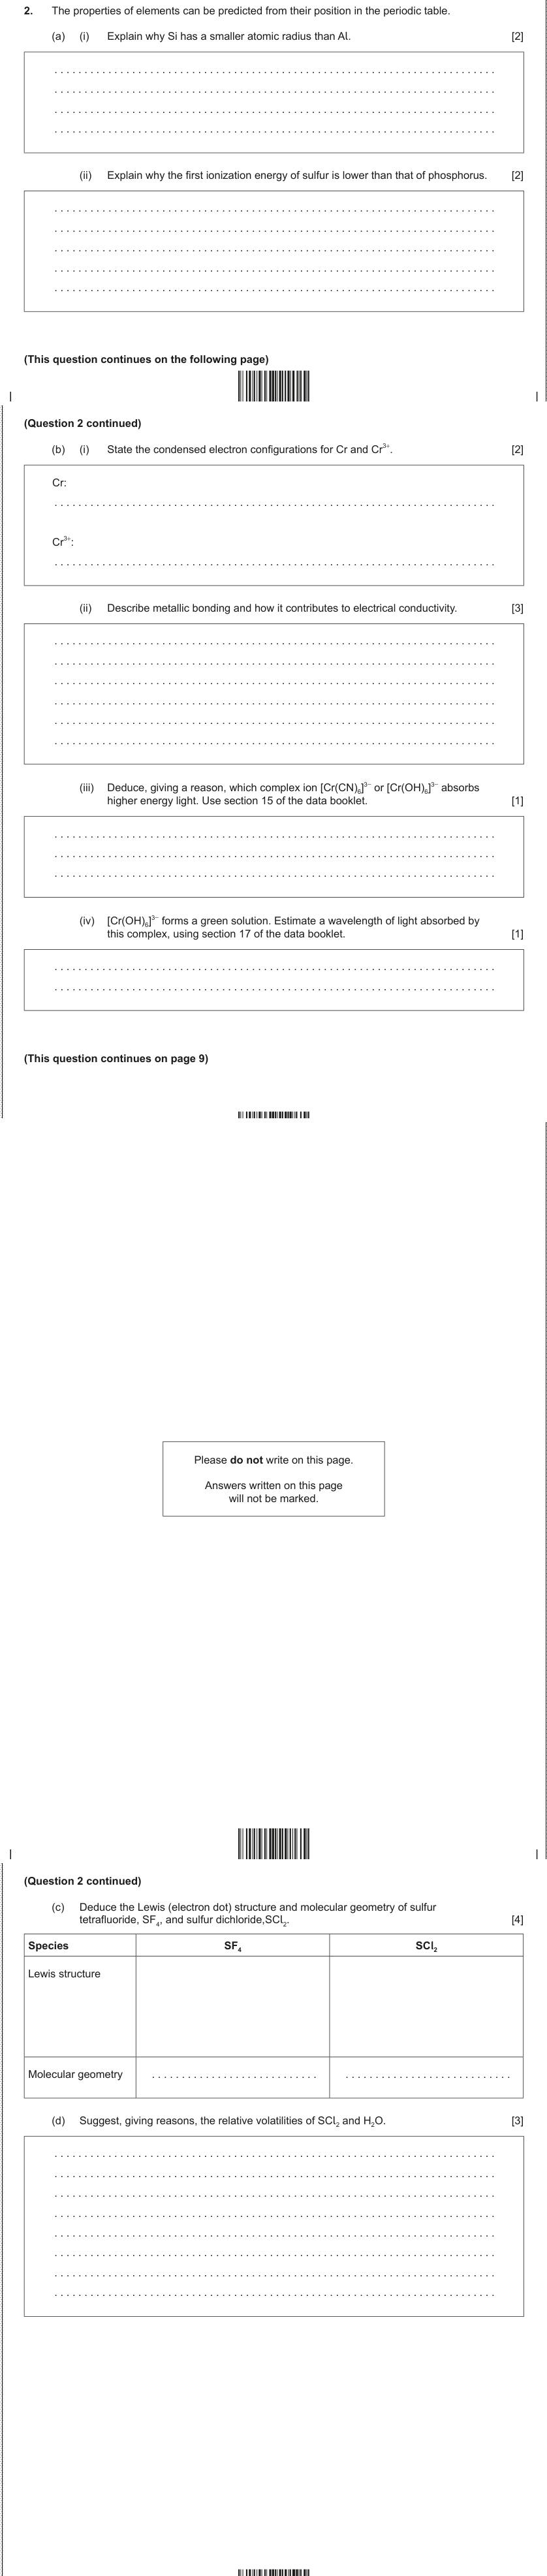 2. The properties of elements can be predicted from their position in the periodic table.
(a) (i) Explain why Si has a smaller atomic radius than Al. [2]
(ii) Explain why the first ionization energy of sulfur is lower than that of phosphorus. [2]
(This question continues on the following page)
(Question 2 continued)
(b) (i) State the condensed electron configurations for Cr and Cr³⁺. [2]
Cr:
Cr³⁺:
(ii) Describe metallic bonding and how it contributes to electrical conductivity. [3]
(iii) Deduce, giving a reason, which complex ion [Cr(CN)₆]³⁻ or [Cr(OH)₆]³⁻ absorbs
higher energy light. Use section 15 of the data booklet. [1]
(iv) [Cr(OH)₆]³⁻ forms a green solution. Estimate a wavelength of light absorbed by
this complex, using section 17 of the data booklet. [1]
(This question continues on page 9)
Please do not write on this page.
Answers written on this page
will not be marked.
(Question 2 continued)
(c) Deduce the Lewis (electron dot) structure and molecular geometry of sulfur
tetrafluoride, SF₄, and sulfur dichloride,SCl₂. [4]
Species SF₄ SCl₂
Lewis structure
Molecular geometry
(d) Suggest, giving reasons, the relative volatilities of SCl₂ and H₂O. [3]